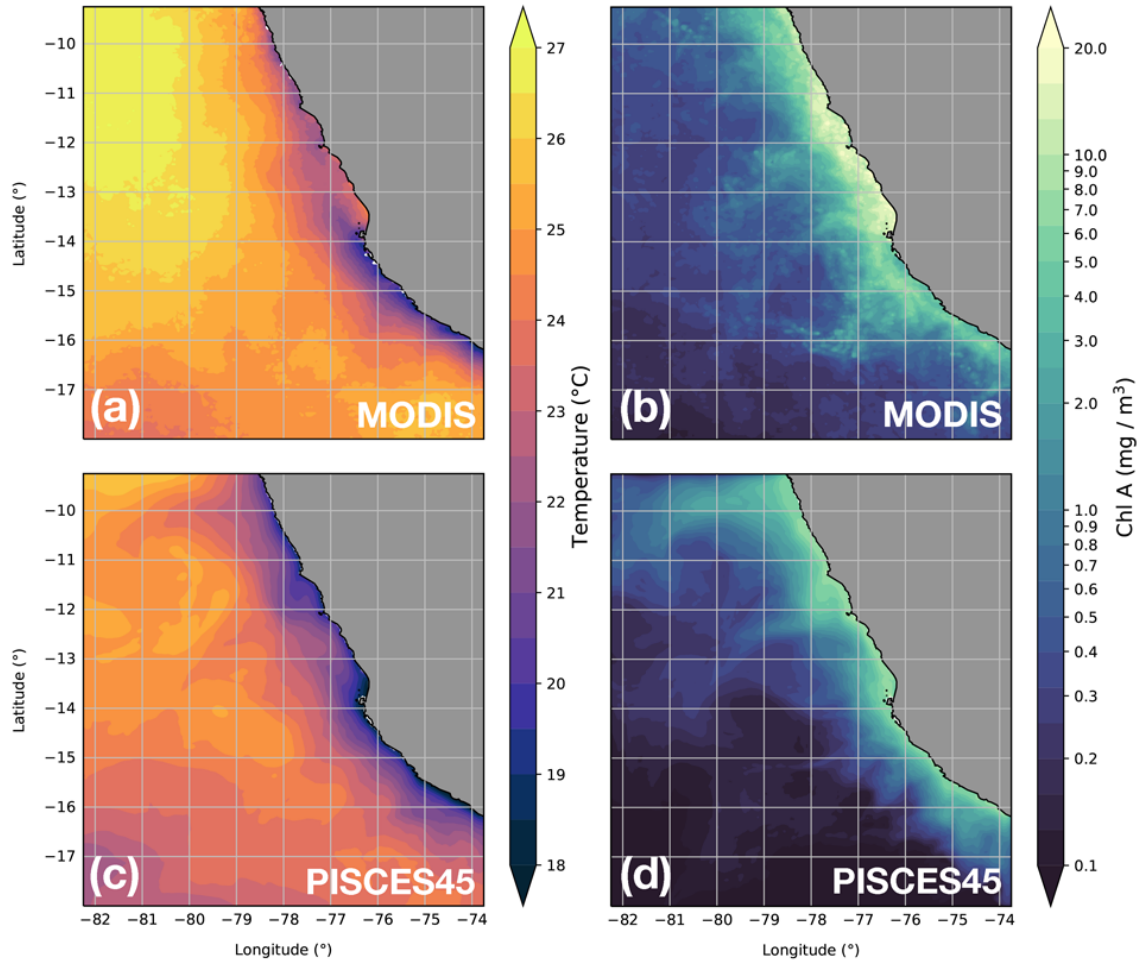 −10
−11
−12
−13
−14
−15
−16
−17
Latitude (°)
(a)
MODIS
27
26
25
24
23
22
21
20
19
18
Temperature (°C)
(b)
MODIS
20.0
10.0
9.0
8.0
7.0
6.0
5.0
4.0
3.0
2.0
1.0
0.9
0.8
0.7
0.6
0.5
0.4
0.3
0.2
0.1
Chl A (mg / m³)
−10
−11
−12
−13
−14
−15
−16
−17
Latitude (°)
(c)
PISCES45
−82 −81 −80 −79 −78 −77 −76 −75 −74
Longitude (°)
(d)
PISCES45
−82 −81 −80 −79 −78 −77 −76 −75 −74
Longitude (°)